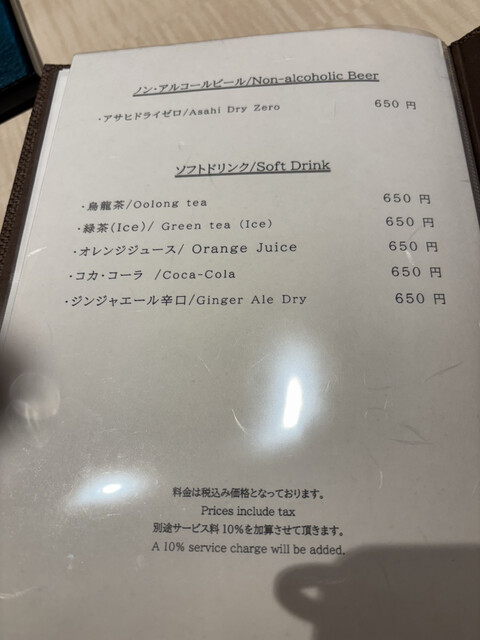 ノン・アルコールビール/Non-alcoholic Beer
・アサヒドライゼロ/Asahi Dry Zero 650 円
ソフトドリンク/Soft Drink
・烏龍茶/Oolong tea 650 円
・緑茶(Ice)/ Green tea (Ice) 650 円
・オレンジジュース/ Orange Juice 650 円
・コカ・コーラ /Coca-Cola 650 円
・ジンジャエール辛口/Ginger Ale Dry 650 円
料金は税込み価格となっております。
Prices include tax
別途サービス料 10%を加算させて頂きます。
A 10% service charge will be added.